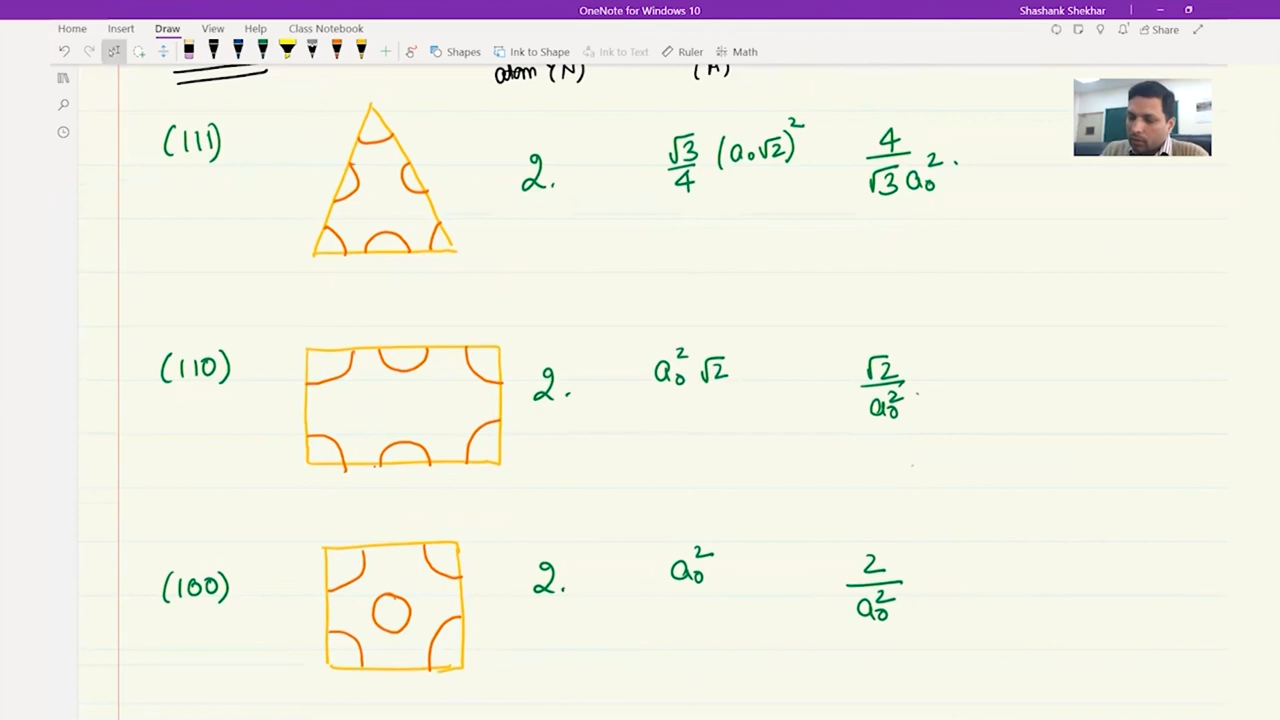 OneNote for Windows 10
Shashank Shekhar
Home Insert Draw View Help Class Notebook
Share
Shapes Ink to Shape Ink to Text Ruler Math
atom (N) (A)
(111) 2. √3/4 (a₀√2)² 4/√3a₀².
(110) 2. a₀²√2 √2/a₀²
(100) 2. a₀² 2/a₀²